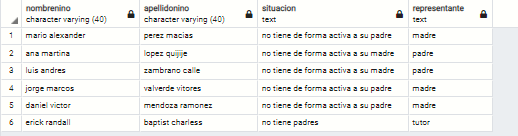 nombrenino apellidonino situacion representante
character varying (40) character varying (40) text text
1 mario alexander perez macias no tiene de forma activa a su padre madre
2 ana martina lopez quijije no tiene de forma activa a su madre padre
3 luis andres zambrano calle no tiene de forma activa a su madre padre
4 jorge marcos valverde vitores no tiene de forma activa a su padre madre
5 daniel victor mendoza ramonez no tiene de forma activa a su padre madre
6 erick randall baptist charless no tiene padres tutor